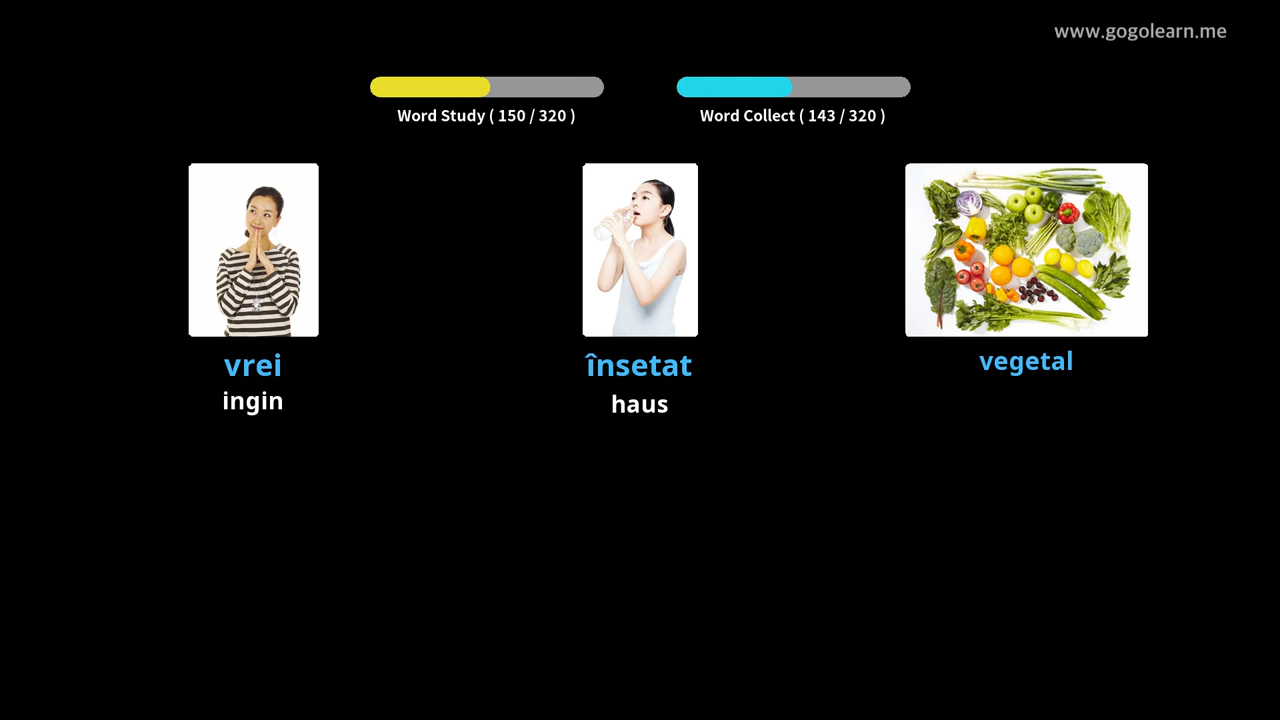 www.gogolearn.me
Word Study ( 150 / 320 )
Word Collect ( 143 / 320 )
vrei
ingin
însetat
haus
vegetal